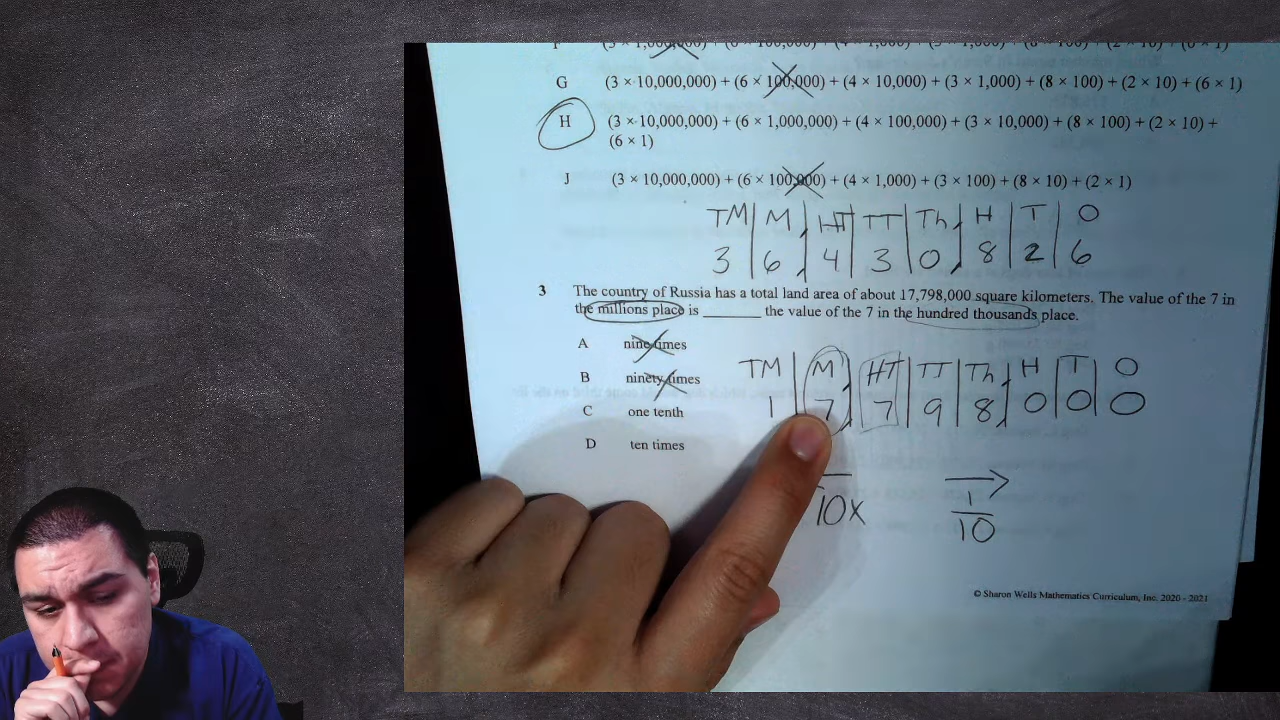 G (3 × 10,000,000) + (6 × 100,000) + (4 × 10,000) + (3 × 1,000) + (8 × 100) + (2 × 10) + (6 × 1)
H (3 × 10,000,000) + (6 × 1,000,000) + (4 × 100,000) + (3 × 10,000) + (8 × 100) + (2 × 10) +
(6 × 1)
J (3 × 10,000,000) + (6 × 100,000) + (4 × 1,000) + (3 × 100) + (8 × 10) + (2 × 1)
TM | M, | HT | TT | Th, | H | T | O
3 | 6, | 4 | 3 | 0, | 8 | 2 | 6
3 The country of Russia has a total land area of about 17,798,000 square kilometers. The value of the 7 in
the millions place is ______ the value of the 7 in the hundred thousands place.
A nine times
B ninety times
C one tenth
D ten times
TM | M, | HT | TT | Th, | H | T | O
1 | 7, | 7 | 9 | 8, | 0 | 0 | 0
10x
1
10
© Sharon Wells Mathematics Curriculum, Inc. 2020 - 2021